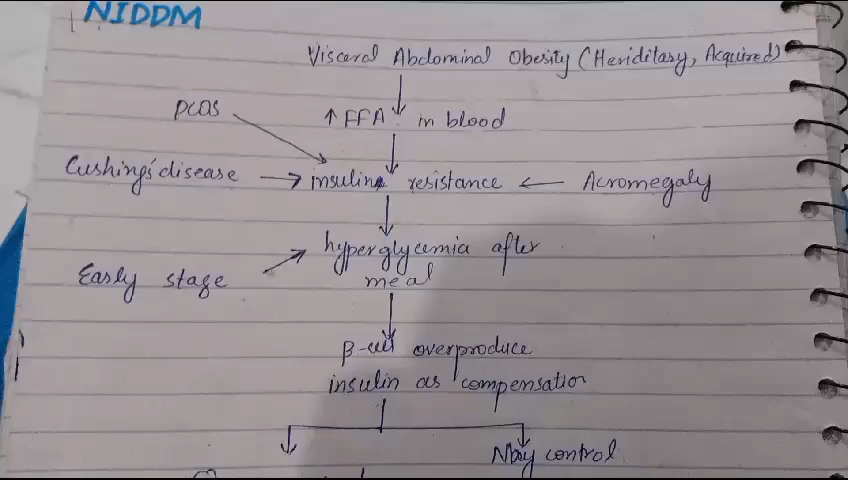 NIDDM
Visceral Abdominal Obesity (Heriditary, Acquired)
↑ FFA in blood
PCOS
Cushing's disease → insulin resistance ← Acromegaly
hyperglycemia after
meal
Early stage
β-cell overproduce
insulin as compensation
control